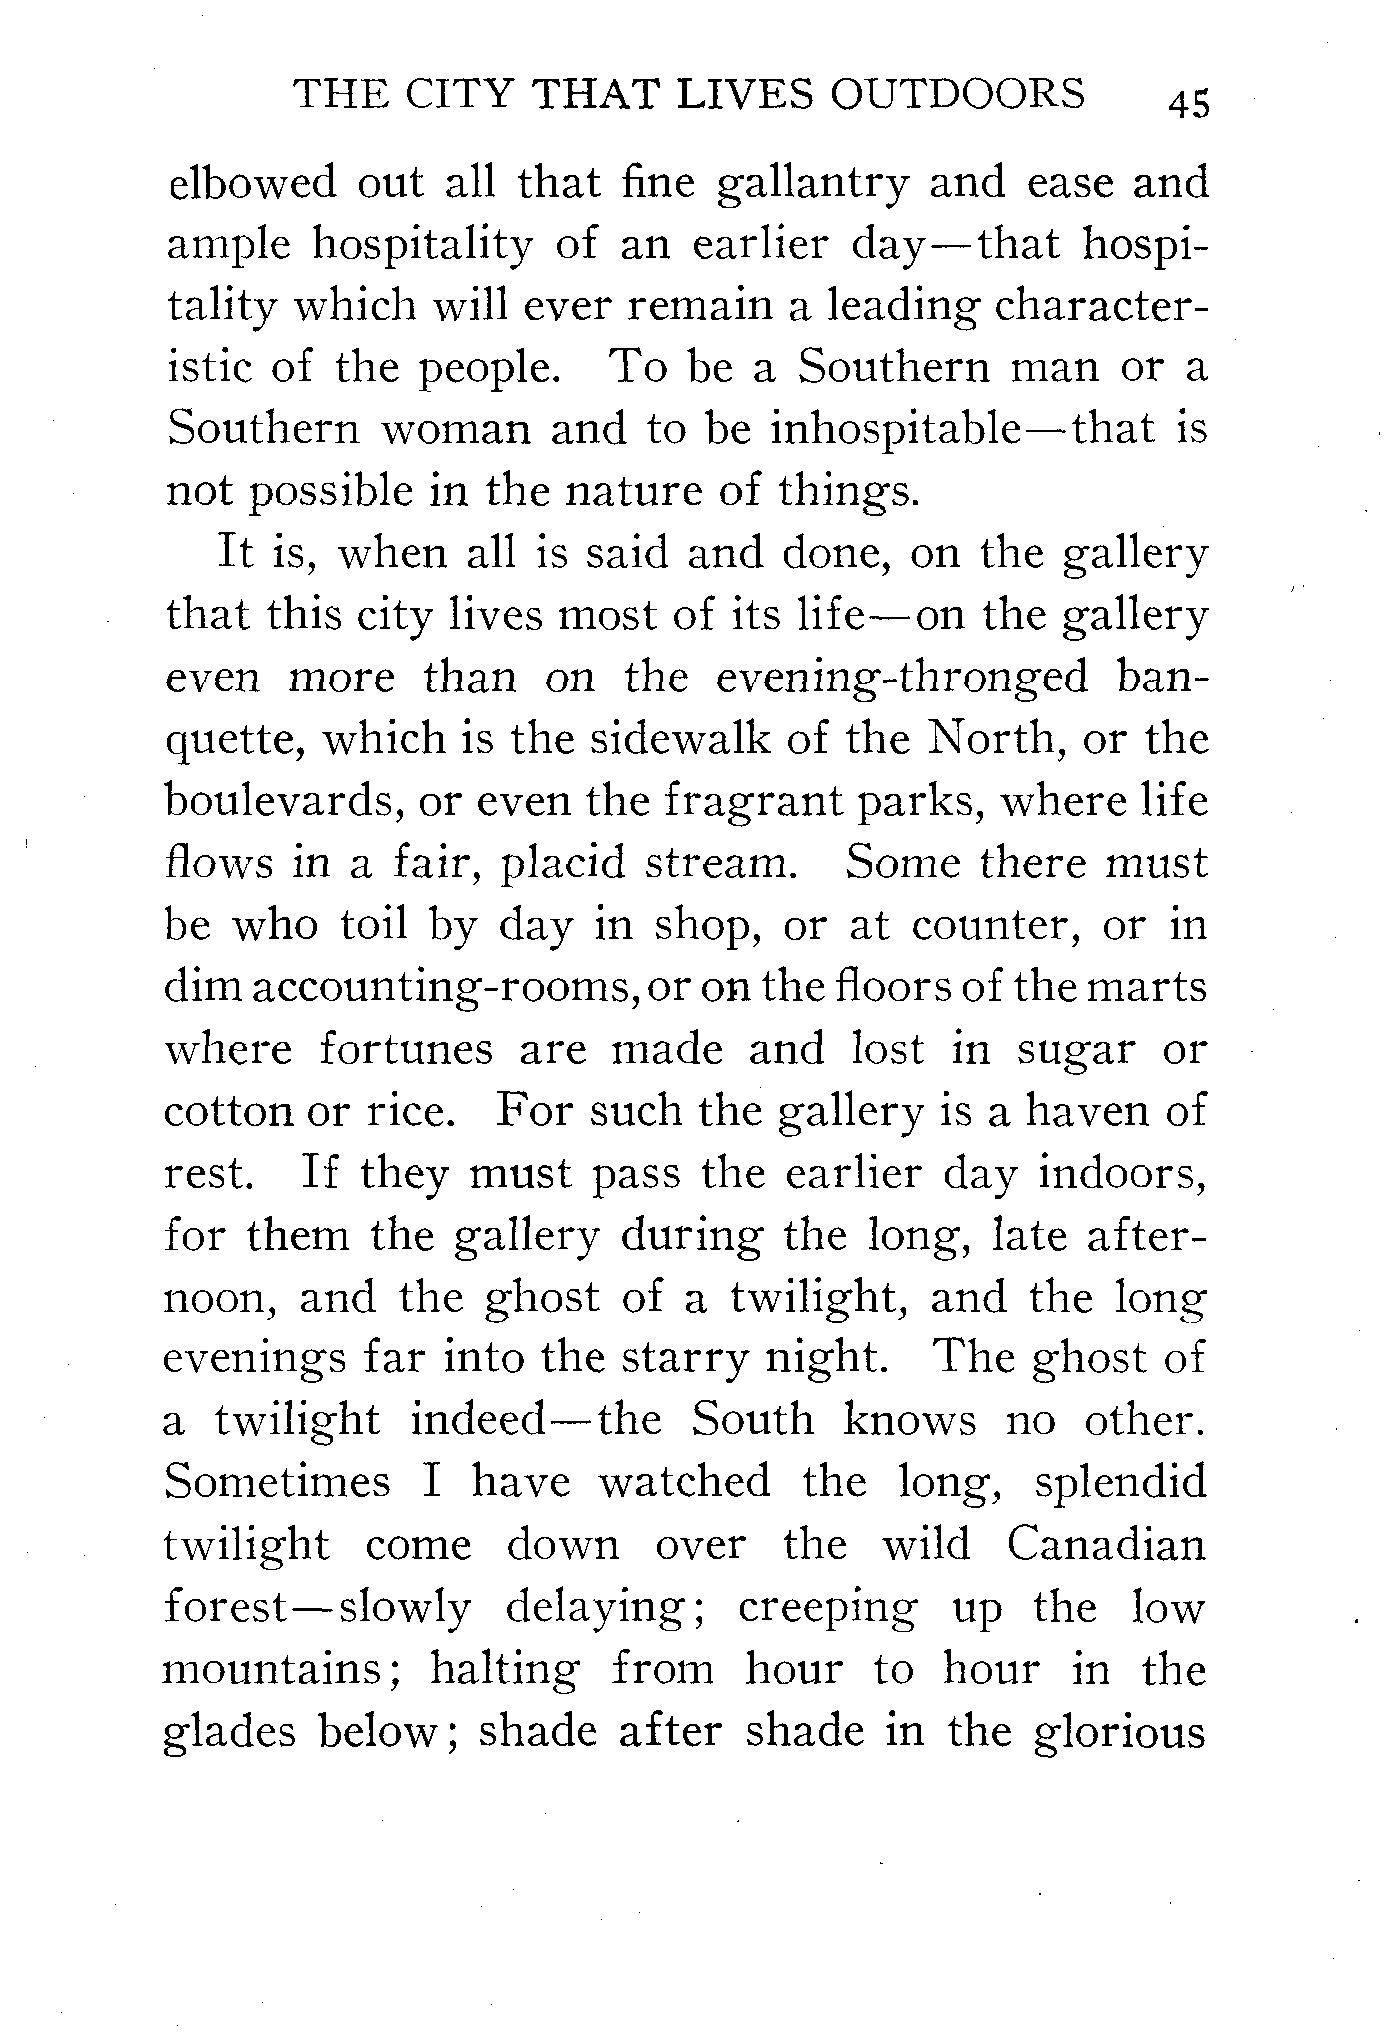 THE CITY THAT LIVES OUTDOORS 45
elbowed out all that fine gallantry and ease and
ample hospitality of an earlier day—that hospi-
tality which will ever remain a leading character-
istic of the people. To be a Southern man or a
Southern woman and to be inhospitable—that is
not possible in the nature of things.
It is, when all is said and done, on the gallery
that this city lives most of its life—on the gallery
even more than on the evening-thronged ban-
quette, which is the sidewalk of the North, or the
boulevards, or even the fragrant parks, where life
flows in a fair, placid stream. Some there must
be who toil by day in shop, or at counter, or in
dim accounting-rooms, or on the floors of the marts
where fortunes are made and lost in sugar or
cotton or rice. For such the gallery is a haven of
rest. If they must pass the earlier day indoors,
for them the gallery during the long, late after-
noon, and the ghost of a twilight, and the long
evenings far into the starry night. The ghost of
a twilight indeed—the South knows no other.
Sometimes I have watched the long, splendid
twilight come down over the wild Canadian
forest—slowly delaying; creeping up the low
mountains; halting from hour to hour in the
glades below; shade after shade in the glorious